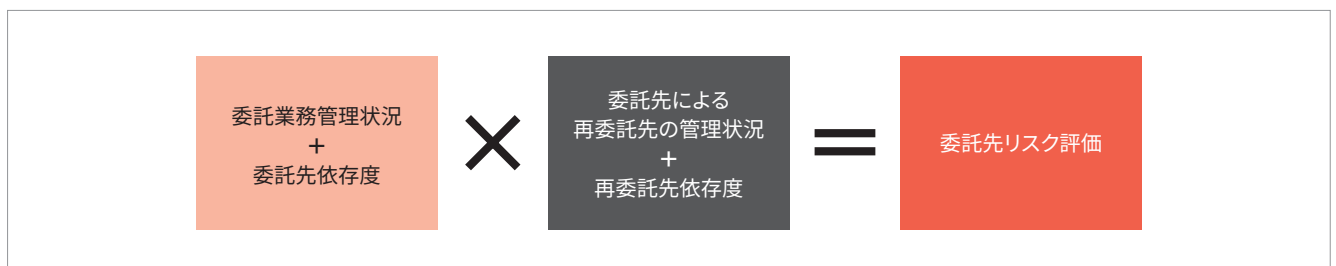 委託業務管理状況
+
委託先依存度
×
委託先による
再委託先の管理状況
+
再委託先依存度
=
委託先リスク評価